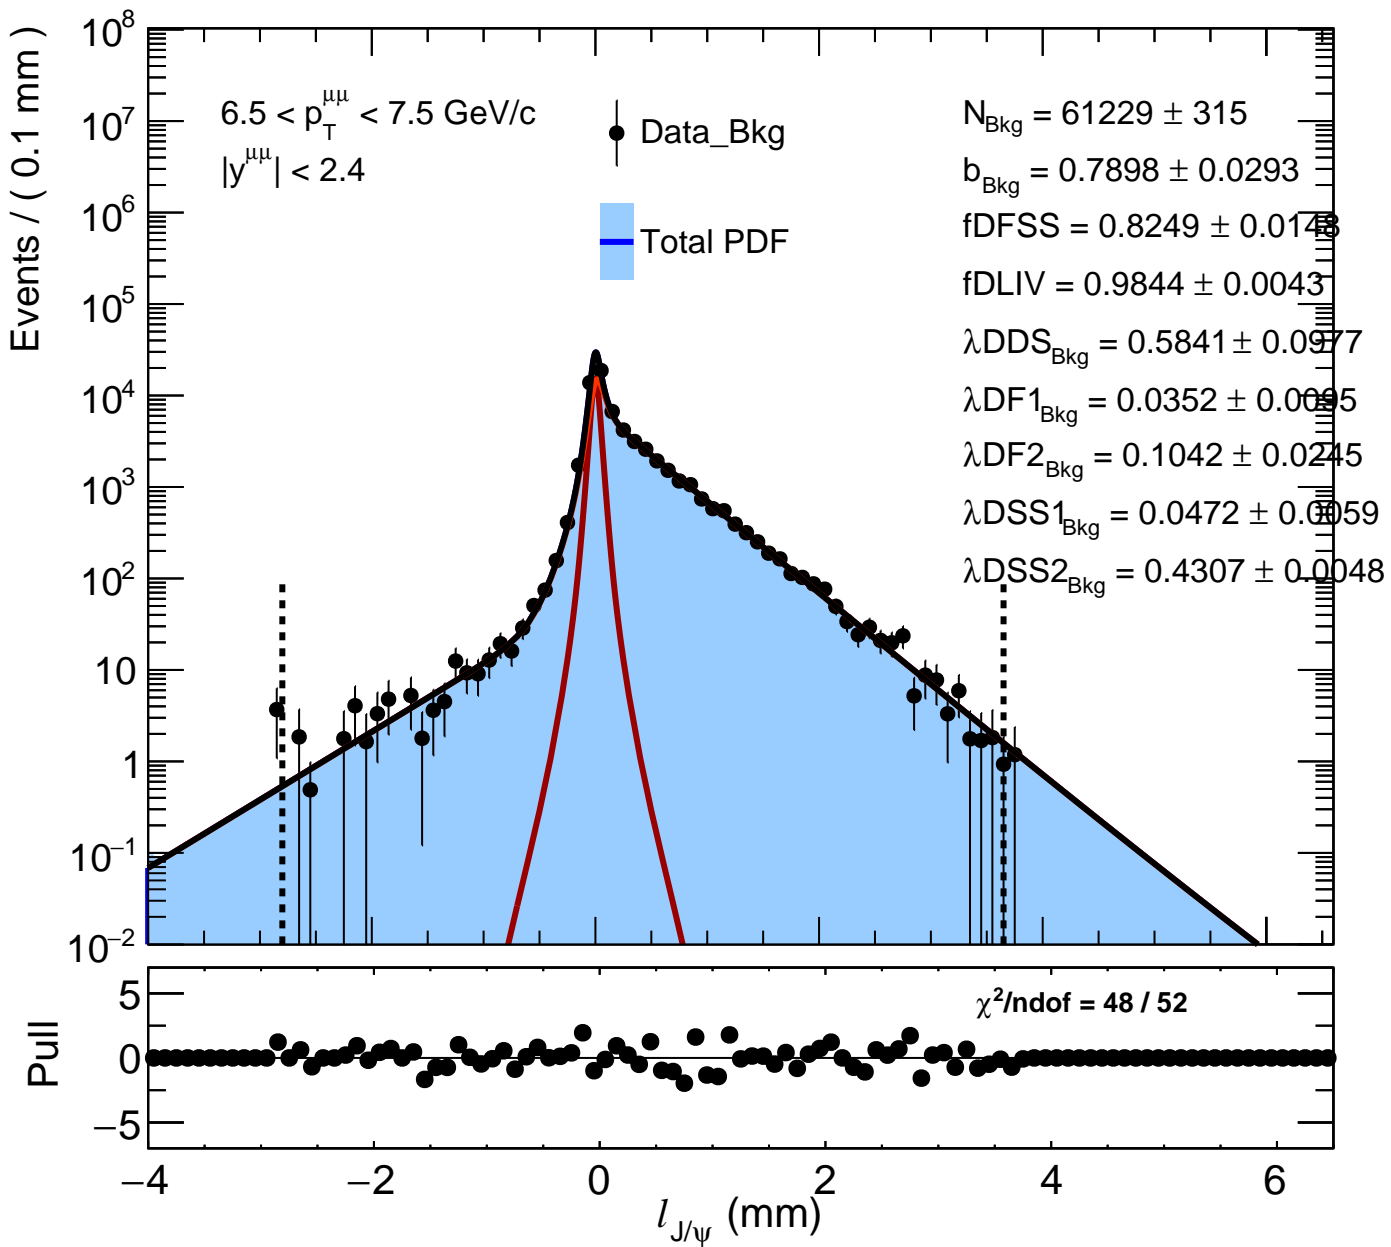 Events / ( 0.1 mm )
10^8
10^7
10^6
10^5
10^4
10^3
10^2
10
1
10^−1
10^−2
6.5 < p_T^μμ < 7.5 GeV/c
|y^μμ| < 2.4
Data_Bkg
Total PDF
N_Bkg = 61229 ± 315
b_Bkg = 0.7898 ± 0.0293
fDFSS = 0.8249 ± 0.0148
fDLIV = 0.9844 ± 0.0043
λDDS_Bkg = 0.5841 ± 0.0977
λDF1_Bkg = 0.0352 ± 0.0095
λDF2_Bkg = 0.1042 ± 0.0245
λDSS1_Bkg = 0.0472 ± 0.0059
λDSS2_Bkg = 0.4307 ± 0.0048
Pull
5
0
−5
χ²/ndof = 48 / 52
−4 −2 0 2 4 6
l_J/ψ (mm)